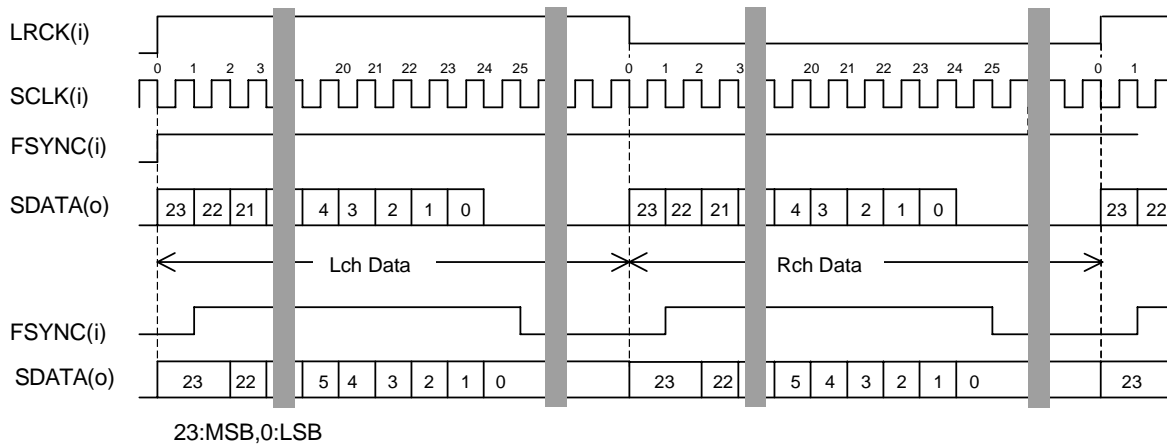 LRCK(i)
0 1 2 3 20 21 22 23 24 25 0 1 2 3 20 21 22 23 24 25 0 1
SCLK(i)
FSYNC(i)
SDATA(o) 23 22 21 4 3 2 1 0 23 22 21 4 3 2 1 0 23 22
Lch Data Rch Data
FSYNC(i)
SDATA(o) 23 22 5 4 3 2 1 0 23 22 5 4 3 2 1 0 23
23:MSB,0:LSB